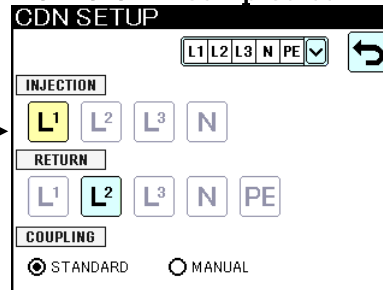 CDN SETUP
L1 L2 L3 N PE
INJECTION
L1 L2 L3 N
RETURN
L1 L2 L3 N PE
COUPLING
STANDARD MANUAL